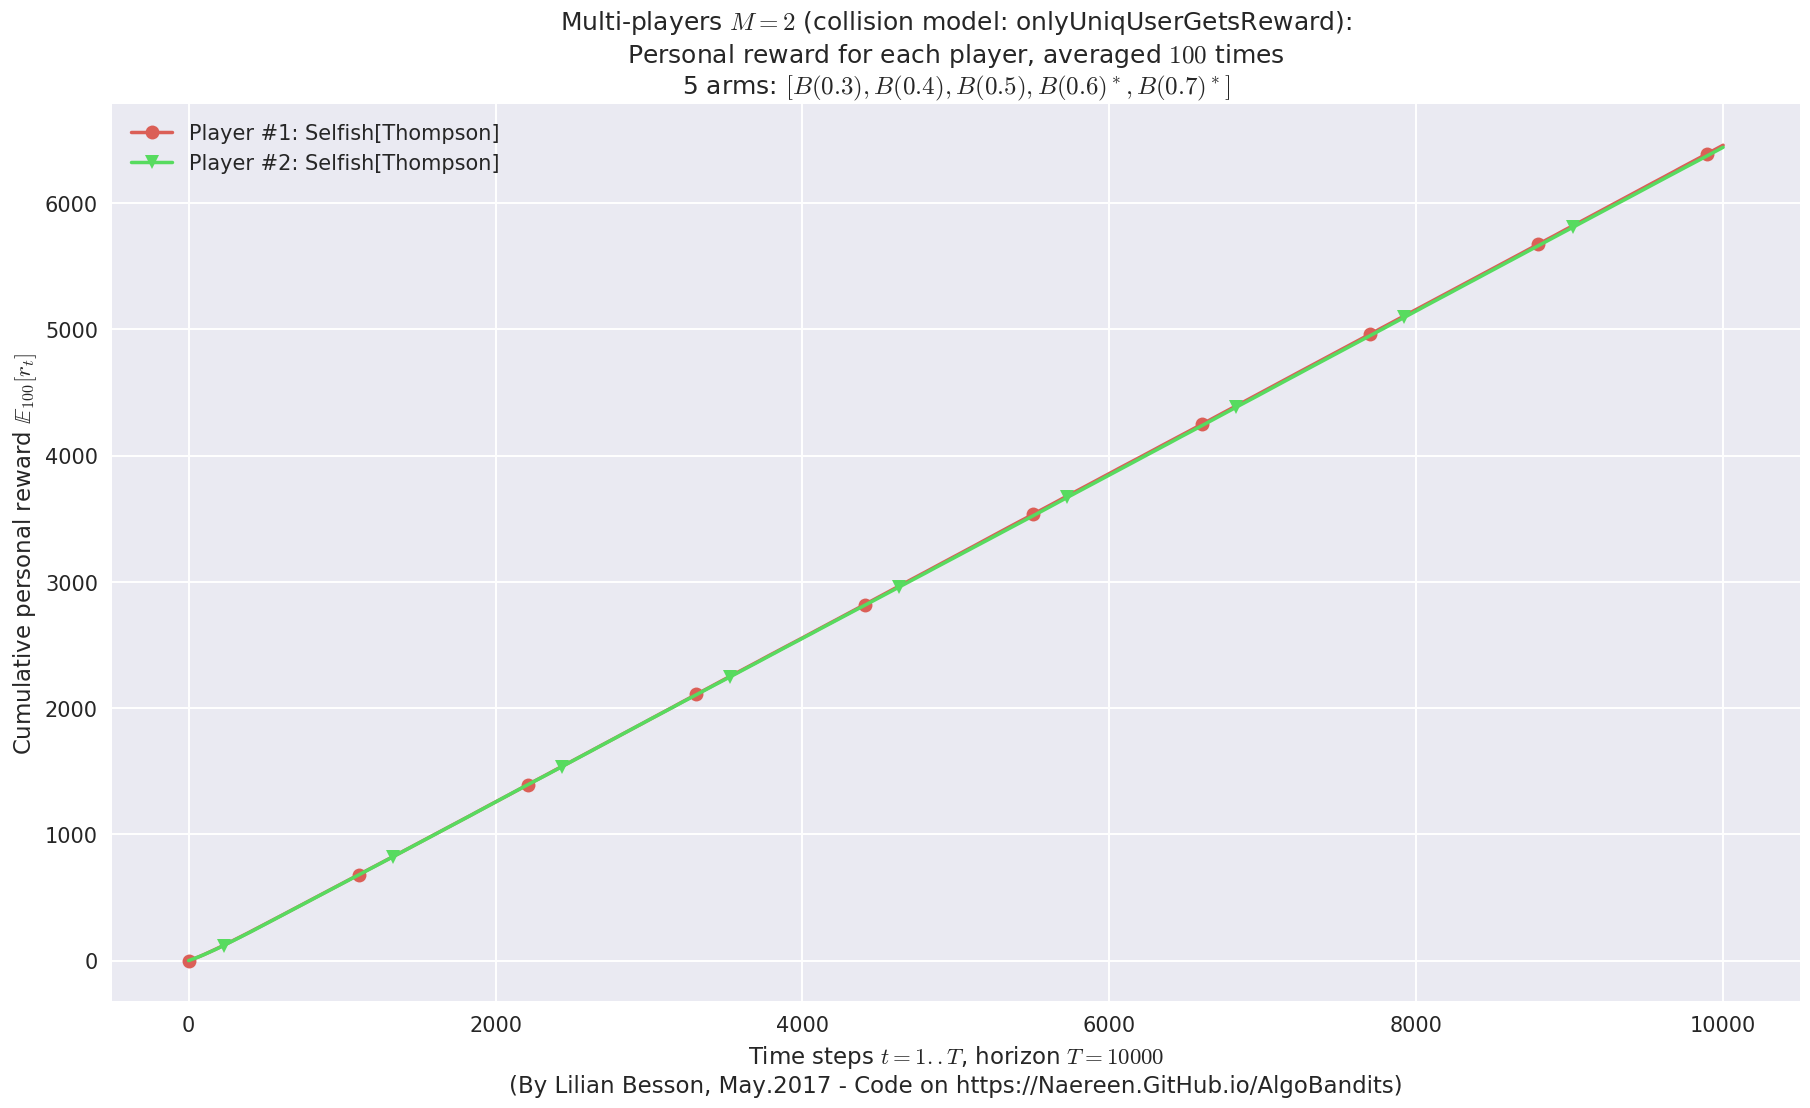 Multi-players M = 2 (collision model: onlyUniqUserGetsReward):
Personal reward for each player, averaged 100 times
5 arms: [B(0.3), B(0.4), B(0.5), B(0.6)*, B(0.7)*]
Player #1: Selfish[Thompson]
Player #2: Selfish[Thompson]
Cumulative personal reward 𝔼₁₀₀[rₜ]
6000
5000
4000
3000
2000
1000
0
0 2000 4000 6000 8000 10000
Time steps t = 1..T, horizon T = 10000
(By Lilian Besson, May.2017 - Code on https://Naereen.GitHub.io/AlgoBandits)